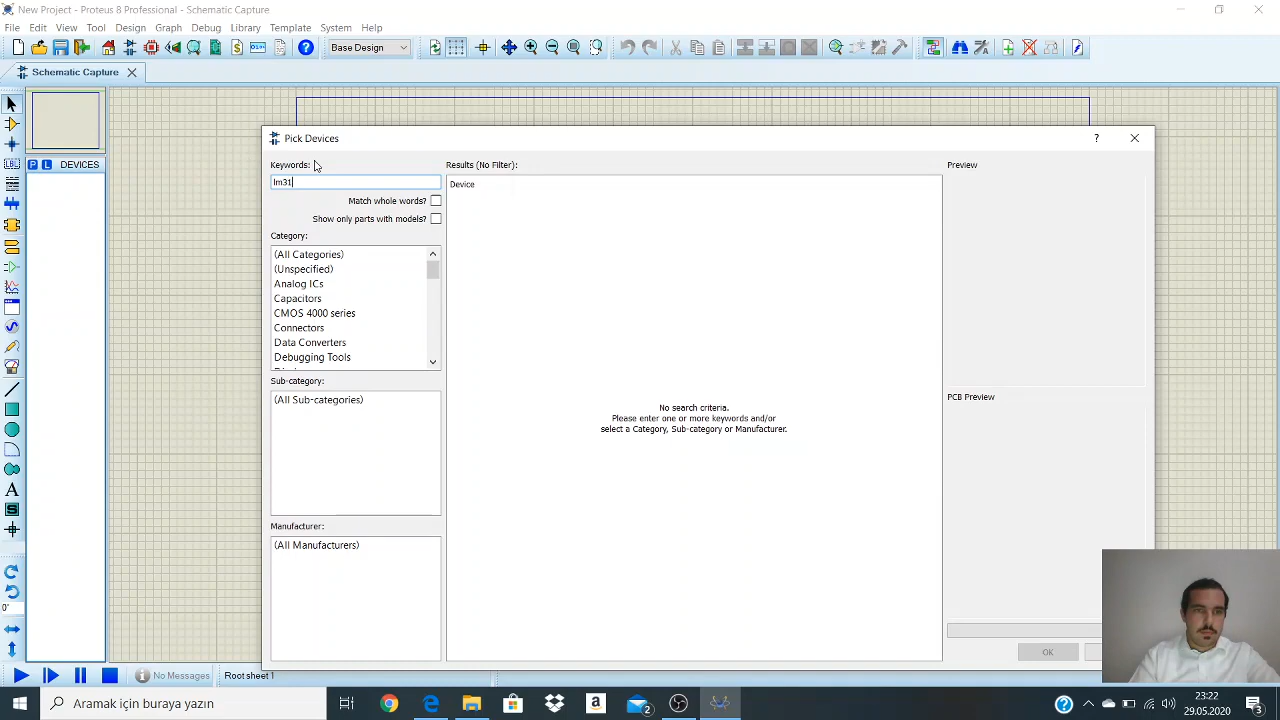 New Project - Proteus 8 Professional - Schematic Capture
File Edit View Tool Design Graph Debug Library Template System Help
Base Design
Schematic Capture
P L DEVICES
Pick Devices
?
Keywords:
lm31
Match whole words?
Show only parts with models?
Category:
(All Categories)
(Unspecified)
Analog ICs
Capacitors
CMOS 4000 series
Connectors
Data Converters
Debugging Tools
Sub-category:
(All Sub-categories)
Manufacturer:
(All Manufacturers)
Results (No Filter):
Device
No search criteria.
Please enter one or more keywords and/or
select a Category, Sub-category or Manufacturer.
Preview
PCB Preview
OK
0°
No Messages
Root sheet 1
Aramak için buraya yazın
2
23:22
29.05.2020
3